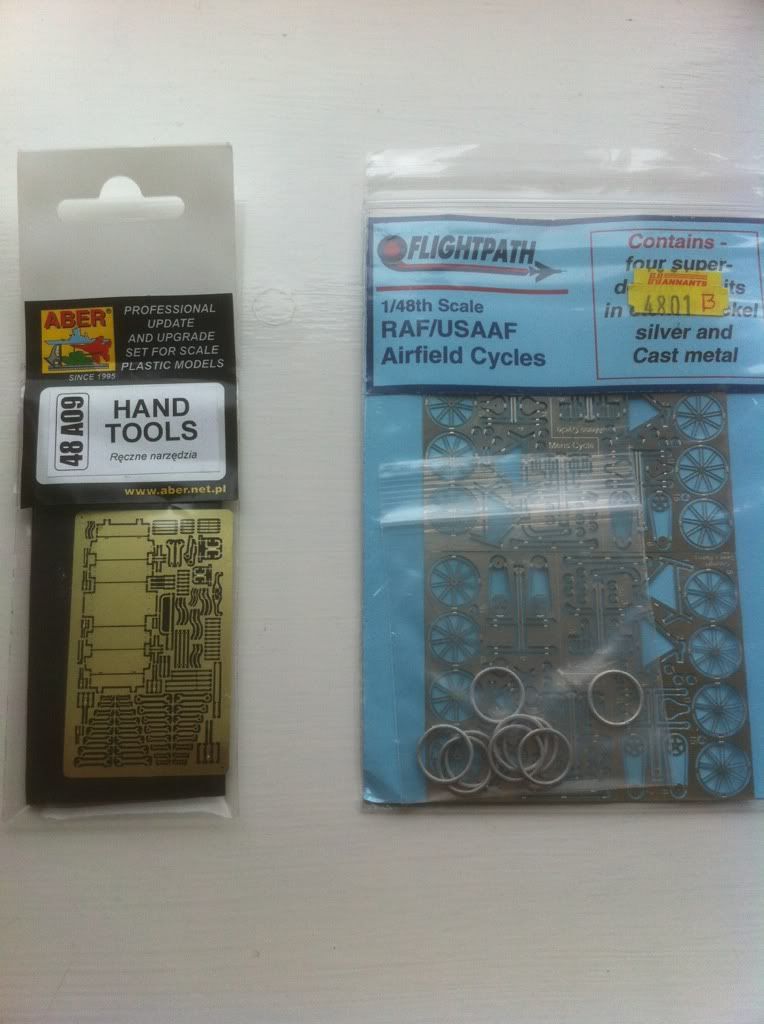 ABER®
SINCE 1995
PROFESSIONAL
UPDATE
AND UPGRADE
SET FOR SCALE
PLASTIC MODELS
48 A09
HAND
TOOLS
Ręczne narzędzia
www.aber.net.pl
FLIGHTPATH
1/48th Scale
RAF/USAAF
Airfield Cycles
Contains -
four super-
in
silver and
Cast metal
HANNANTS
4801 B
Mens Cycle